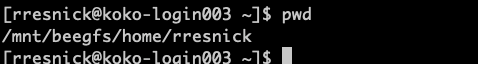 [rresnick@koko-login003 ~]$ pwd
/mnt/beegfs/home/rresnick
[rresnick@koko-login003 ~]$